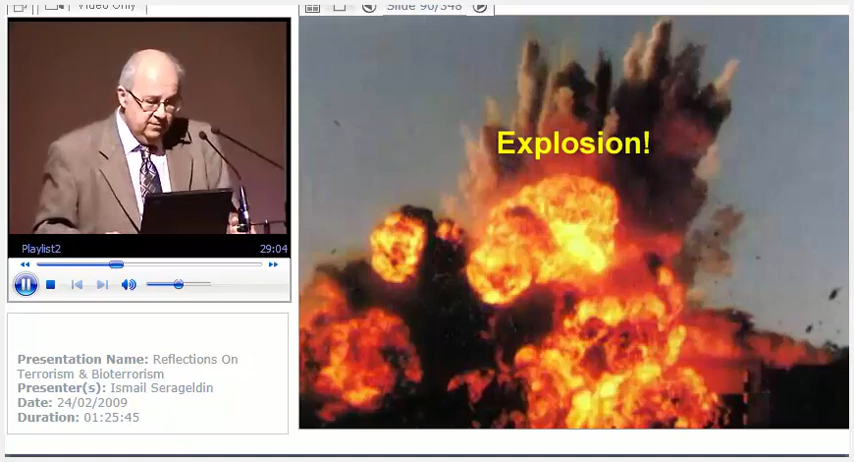 Video Only
Slide 90/348
Explosion!
Playlist2
29:04
Presentation Name: Reflections On
Terrorism & Bioterrorism
Presenter(s): Ismail Serageldin
Date: 24/02/2009
Duration: 01:25:45